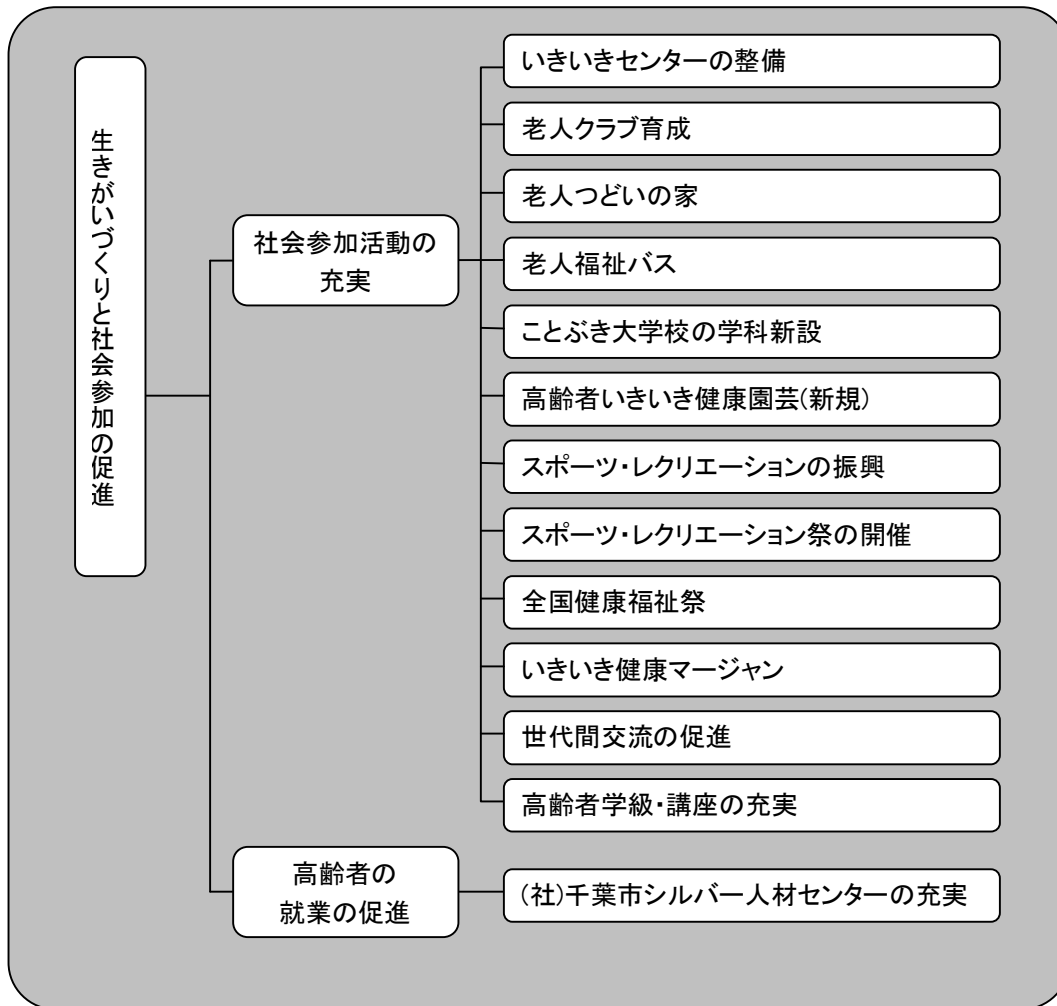 生きがいづくりと社会参加の促進
社会参加活動の
充実
いきいきセンターの整備
老人クラブ育成
老人つどいの家
老人福祉バス
ことぶき大学校の学科新設
高齢者いきいき健康園芸(新規)
スポーツ・レクリエーションの振興
スポーツ・レクリエーション祭の開催
全国健康福祉祭
いきいき健康マージャン
世代間交流の促進
高齢者学級・講座の充実
高齢者の
就業の促進
(社)千葉市シルバー人材センターの充実